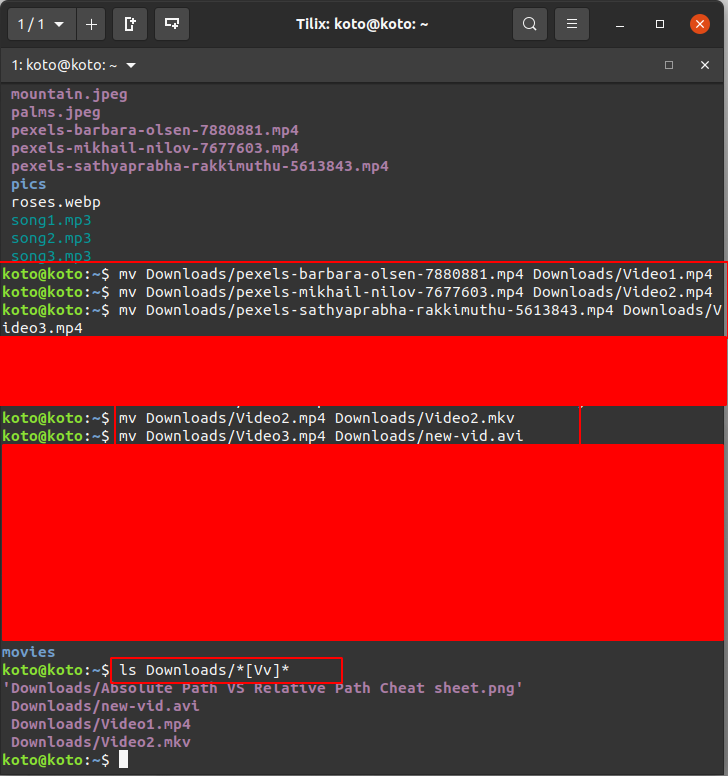 1 / 1
Tilix: koto@koto: ~
1: koto@koto: ~
mountain.jpeg
palms.jpeg
pexels-barbara-olsen-7880881.mp4
pexels-mikhail-nilov-7677603.mp4
pexels-sathyaprabha-rakkimuthu-5613843.mp4
pics
roses.webp
song1.mp3
song2.mp3
song3.mp3
koto@koto:~$ mv Downloads/pexels-barbara-olsen-7880881.mp4 Downloads/Video1.mp4
koto@koto:~$ mv Downloads/pexels-mikhail-nilov-7677603.mp4 Downloads/Video2.mp4
koto@koto:~$ mv Downloads/pexels-sathyaprabha-rakkimuthu-5613843.mp4 Downloads/V
ideo3.mp4
koto@koto:~$ mv Downloads/Video2.mp4 Downloads/Video2.mkv
koto@koto:~$ mv Downloads/Video3.mp4 Downloads/new-vid.avi
movies
koto@koto:~$ ls Downloads/*[Vv]*
'Downloads/Absolute Path VS Relative Path Cheat sheet.png'
Downloads/new-vid.avi
Downloads/Video1.mp4
Downloads/Video2.mkv
koto@koto:~$